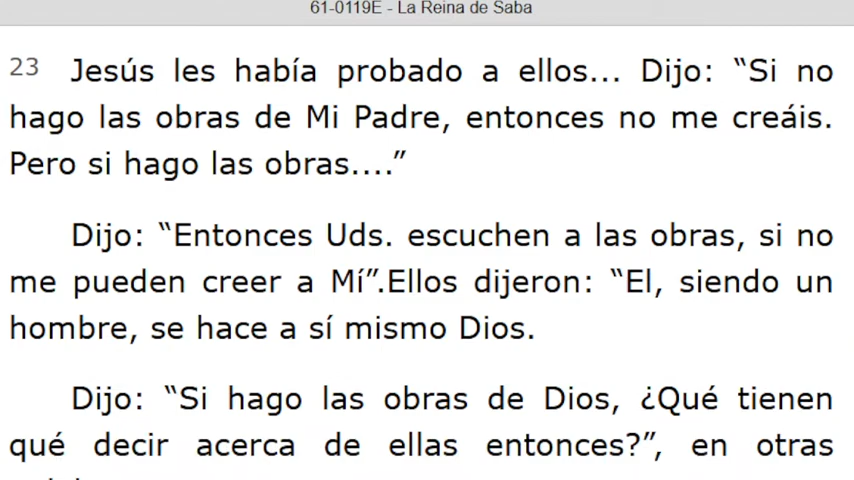 61-0119E - La Reina de Saba
23 Jesús les había probado a ellos... Dijo: “Si no
hago las obras de Mi Padre, entonces no me creáis.
Pero si hago las obras....”
Dijo: “Entonces Uds. escuchen a las obras, si no
me pueden creer a Mí”.Ellos dijeron: “El, siendo un
hombre, se hace a sí mismo Dios.
Dijo: “Si hago las obras de Dios, ¿Qué tienen
qué decir acerca de ellas entonces?”, en otras